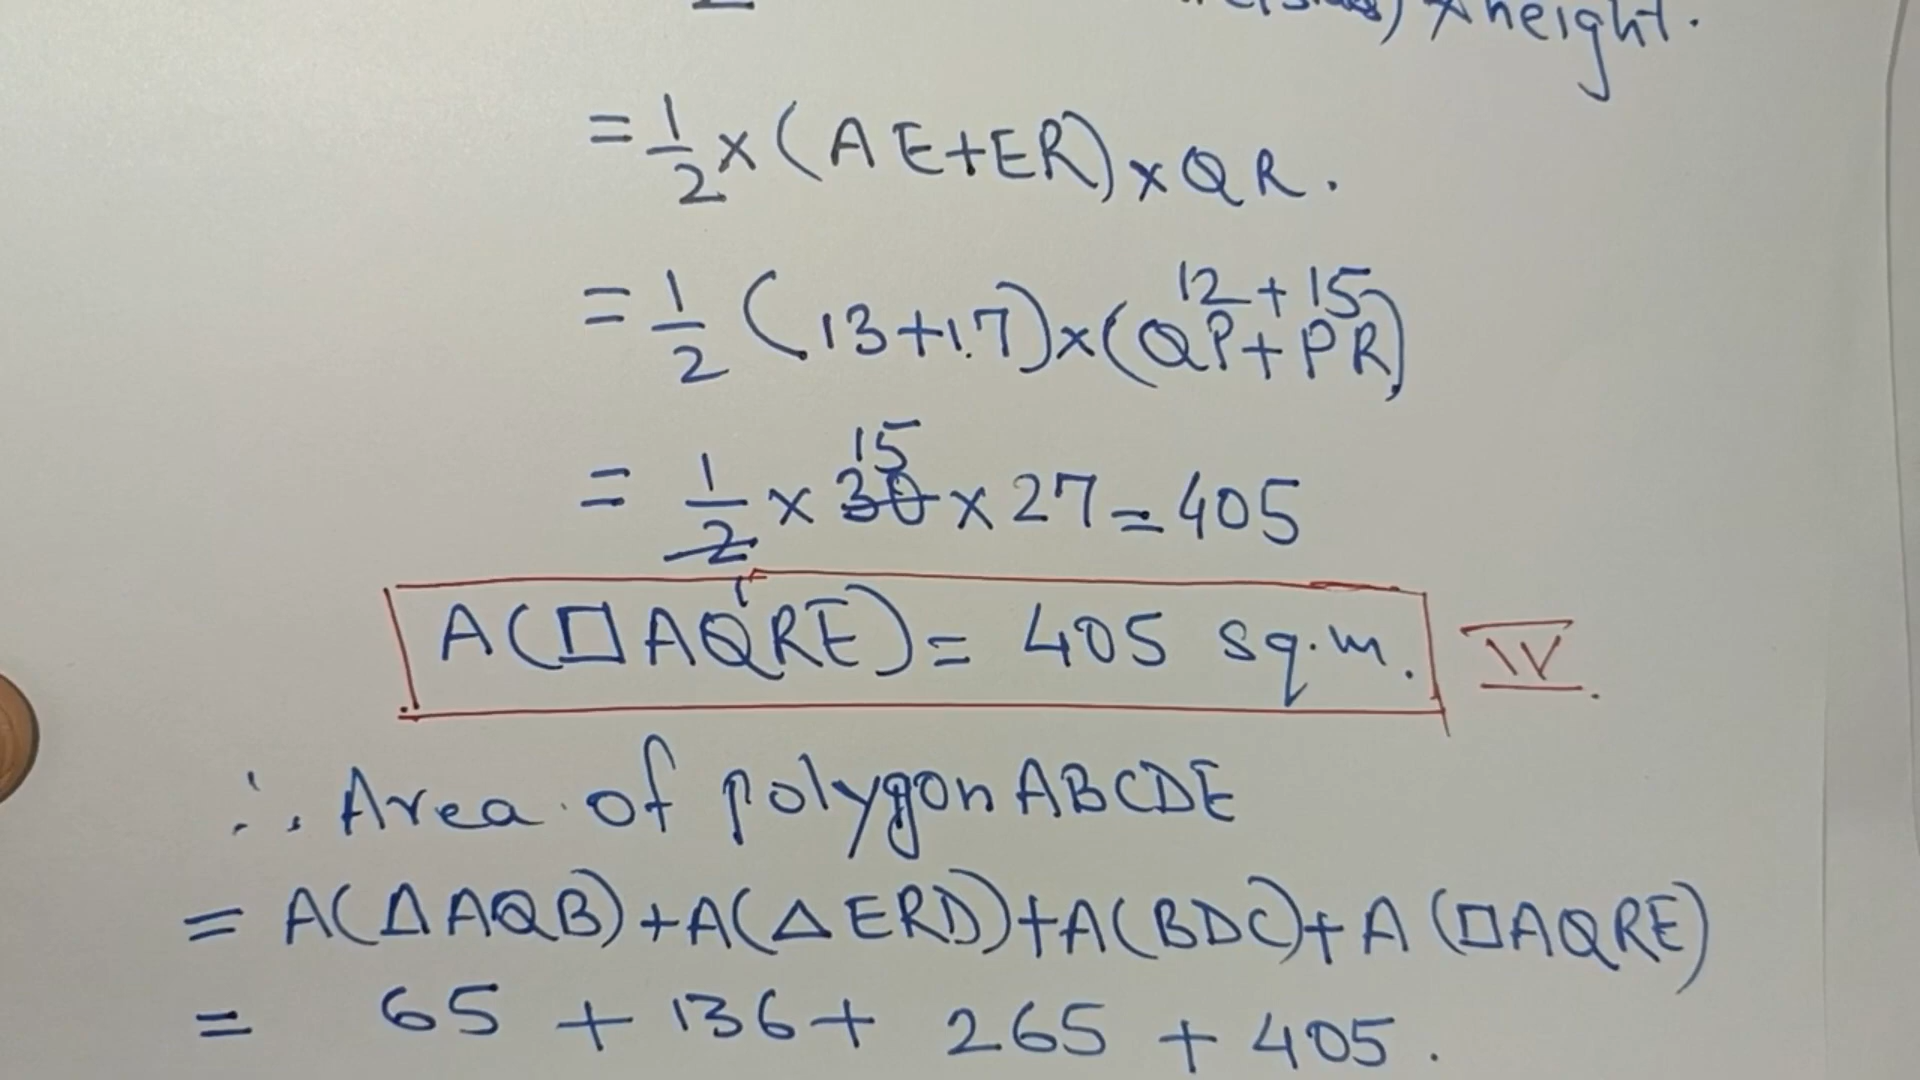 × height.
= 1/2 × (AE+ER) × QR.
12 + 15
= 1/2 (13+17) × (QP+PR)
15
= 1/2 × 30 × 27 = 405
1
A(□AQRE) = 405 sq.m. IV.
∴ Area of polygon ABCDE
= A(△AQB)+A(△ERD)+A(BDC)+A(□AQRE)
= 65 + 136 + 265 + 405.